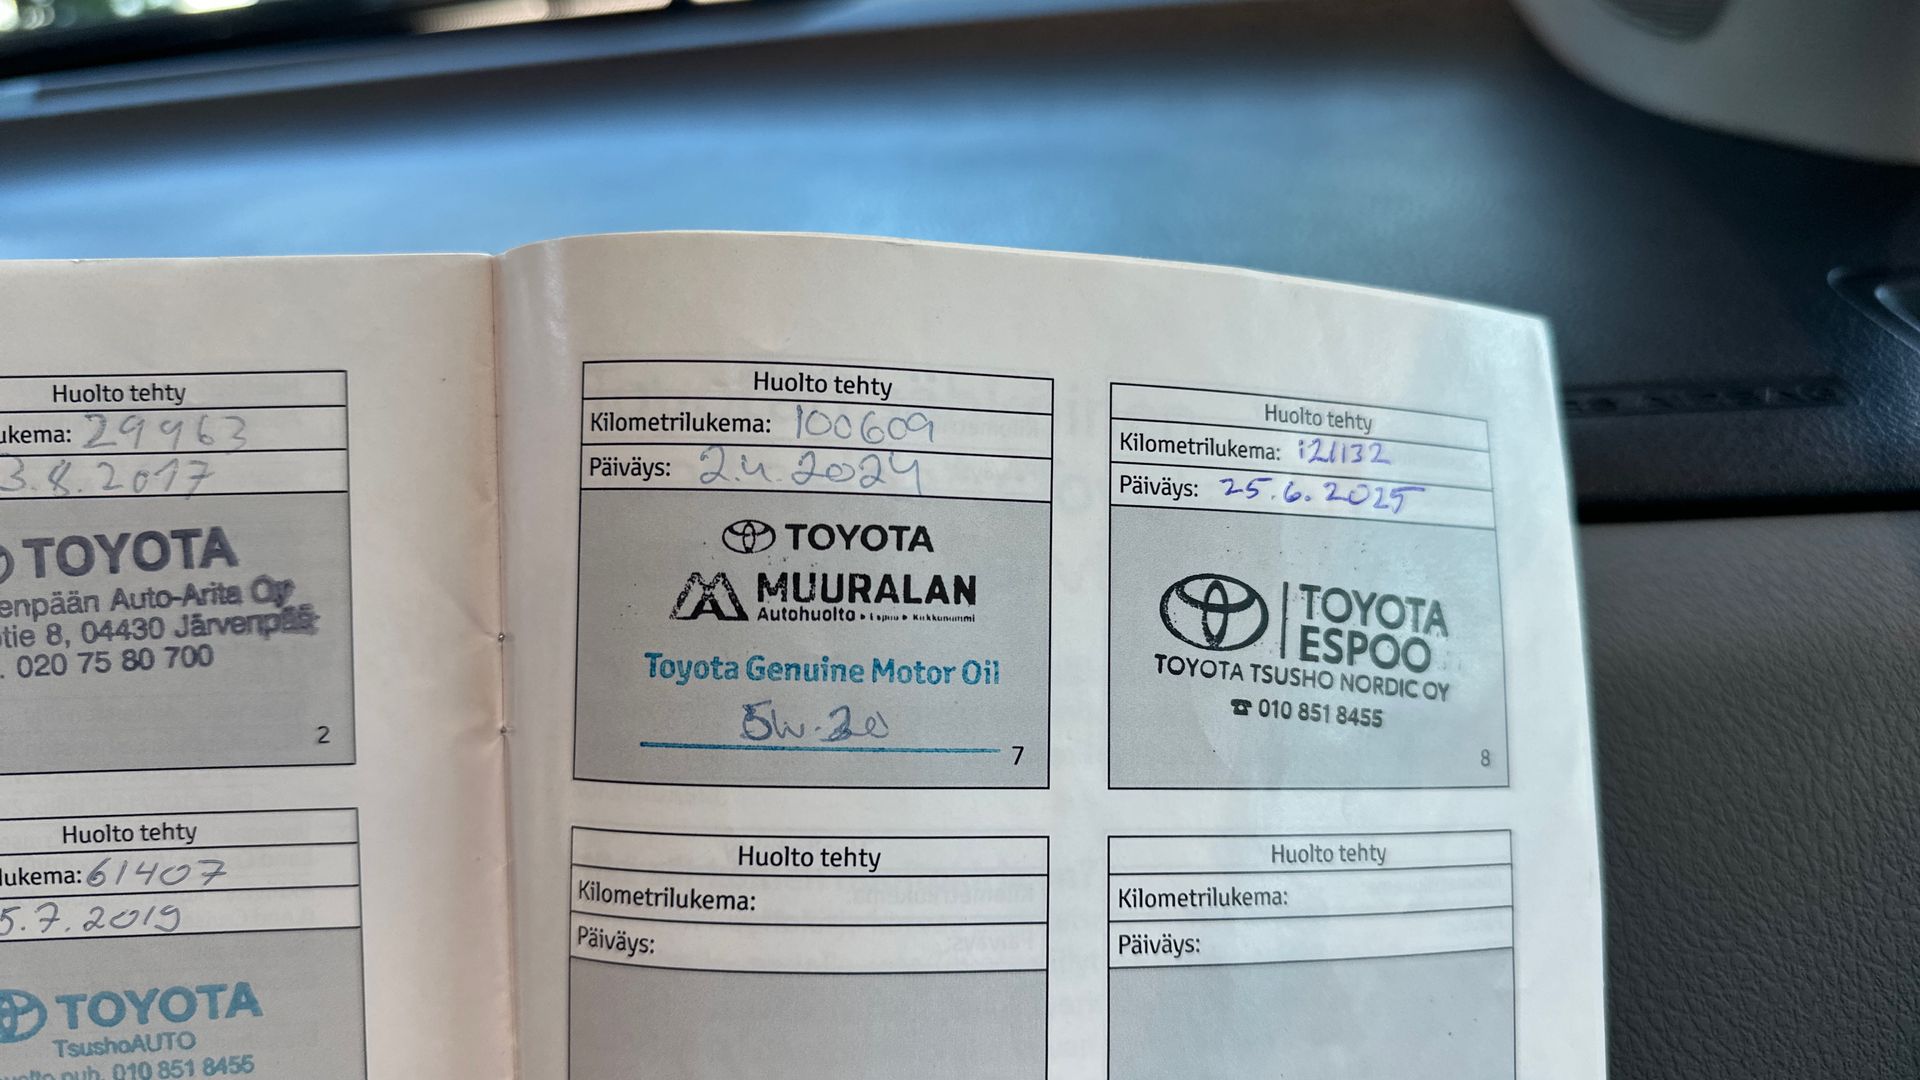 Huolto tehty
ukema: 29963
3.8.2017
TOYOTA
enpään Auto-Arita Oy
tie 8, 04430 Järvenpää
. 020 75 80 700
2
Huolto tehty
lukema: 61407
5.7.2019
TOYOTA
TsushoAUTO
puh. 010 851 8455
Huolto tehty
Kilometrilukema: 100609
Päiväys: 2.4.2024
TOYOTA
MUURALAN
Autohuolto
Toyota Genuine Motor Oil
5W-20
7
Huolto tehty
Kilometrilukema: 121132
Päiväys: 25.6.2025
TOYOTA
ESPOO
TOYOTA TSUSHO NORDIC OY
☎ 010 851 8455
8
Huolto tehty
Kilometrilukema:
Päiväys:
Huolto tehty
Kilometrilukema:
Päiväys: